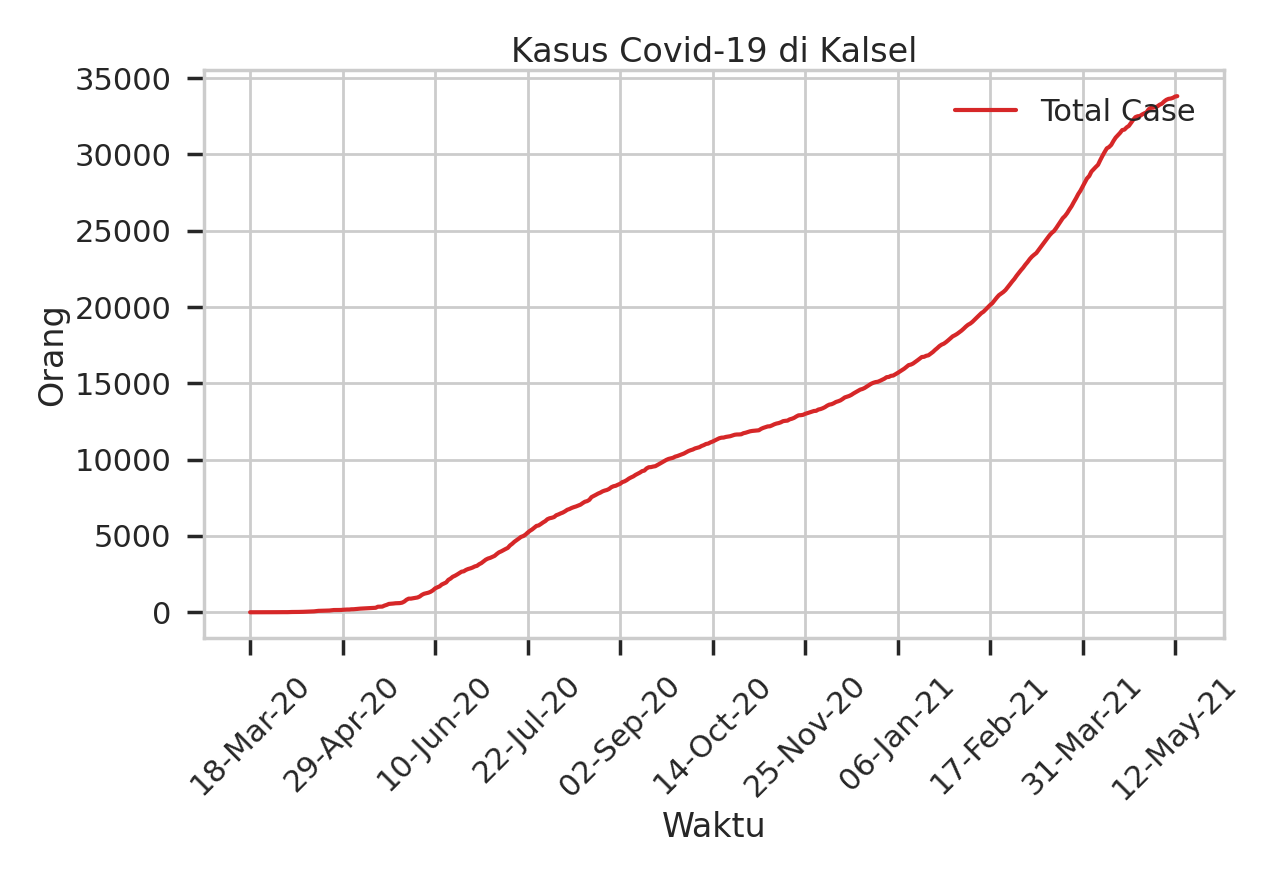 Kasus Covid-19 di Kalsel
Total Case
Orang
35000
30000
25000
20000
15000
10000
5000
0
18-Mar-20
29-Apr-20
10-Jun-20
22-Jul-20
02-Sep-20
14-Oct-20
25-Nov-20
06-Jan-21
17-Feb-21
31-Mar-21
12-May-21
Waktu